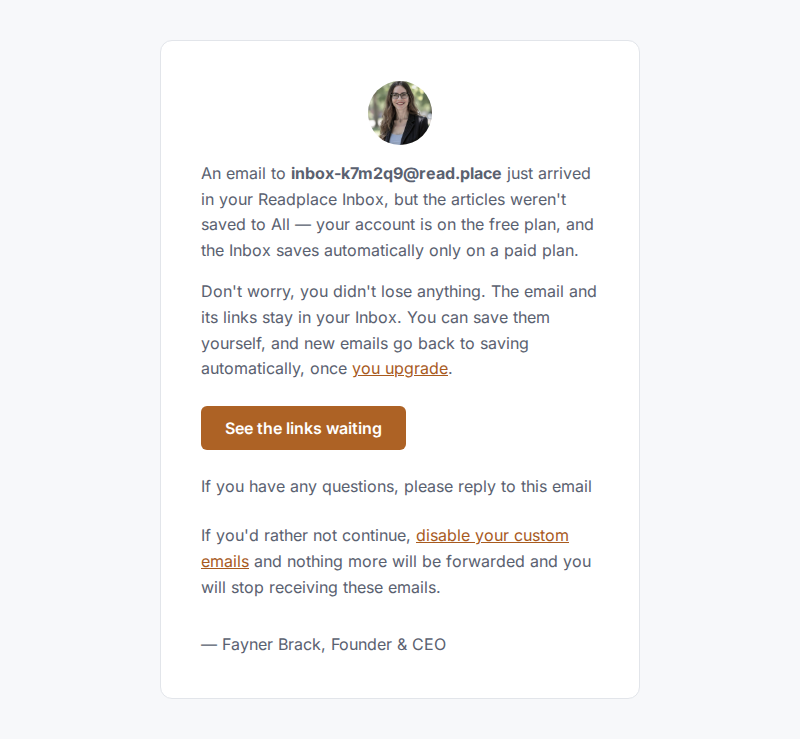 An email to inbox-k7m2q9@read.place just arrived
in your Readplace Inbox, but the articles weren't
saved to All — your account is on the free plan, and
the Inbox saves automatically only on a paid plan.
Don't worry, you didn't lose anything. The email and
its links stay in your Inbox. You can save them
yourself, and new emails go back to saving
automatically, once you upgrade.
See the links waiting
If you have any questions, please reply to this email
If you'd rather not continue, disable your custom
emails and nothing more will be forwarded and you
will stop receiving these emails.
— Fayner Brack, Founder & CEO